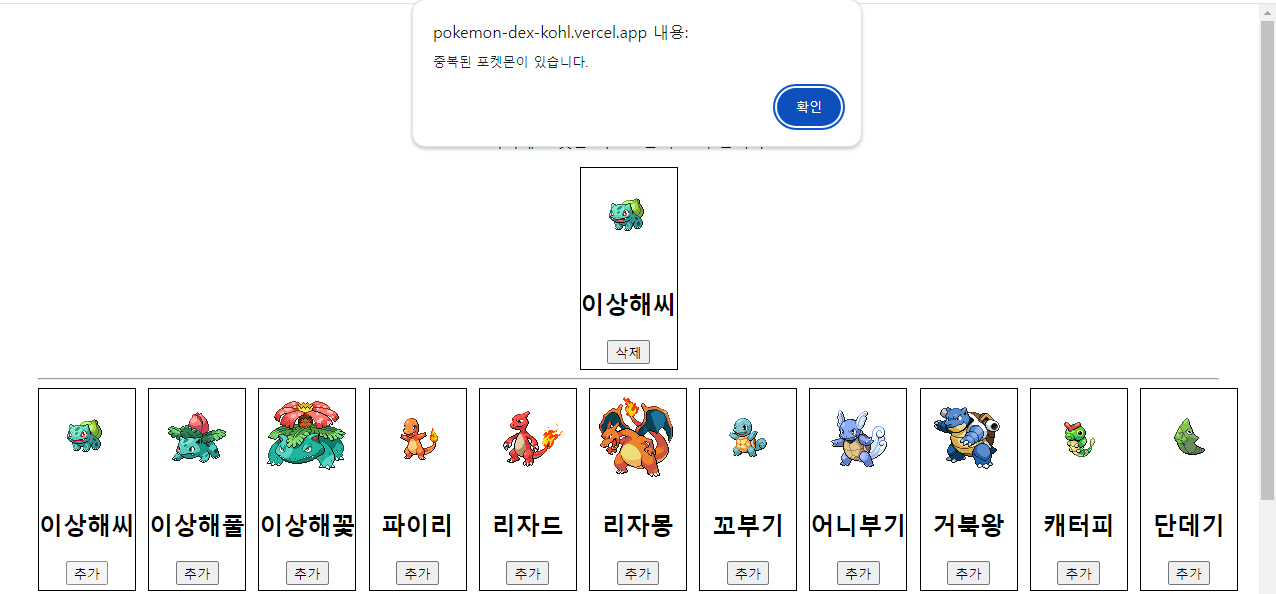 pokemon-dex-kohl.vercel.app 내용:
중복된 포켓몬이 있습니다.
확인
이상해씨
삭제
이상해씨 이상해풀 이상해꽃 파이리 리자드 리자몽 꼬부기 어니부기 거북왕 캐터피 단데기
추가 추가 추가 추가 추가 추가 추가 추가 추가 추가 추가